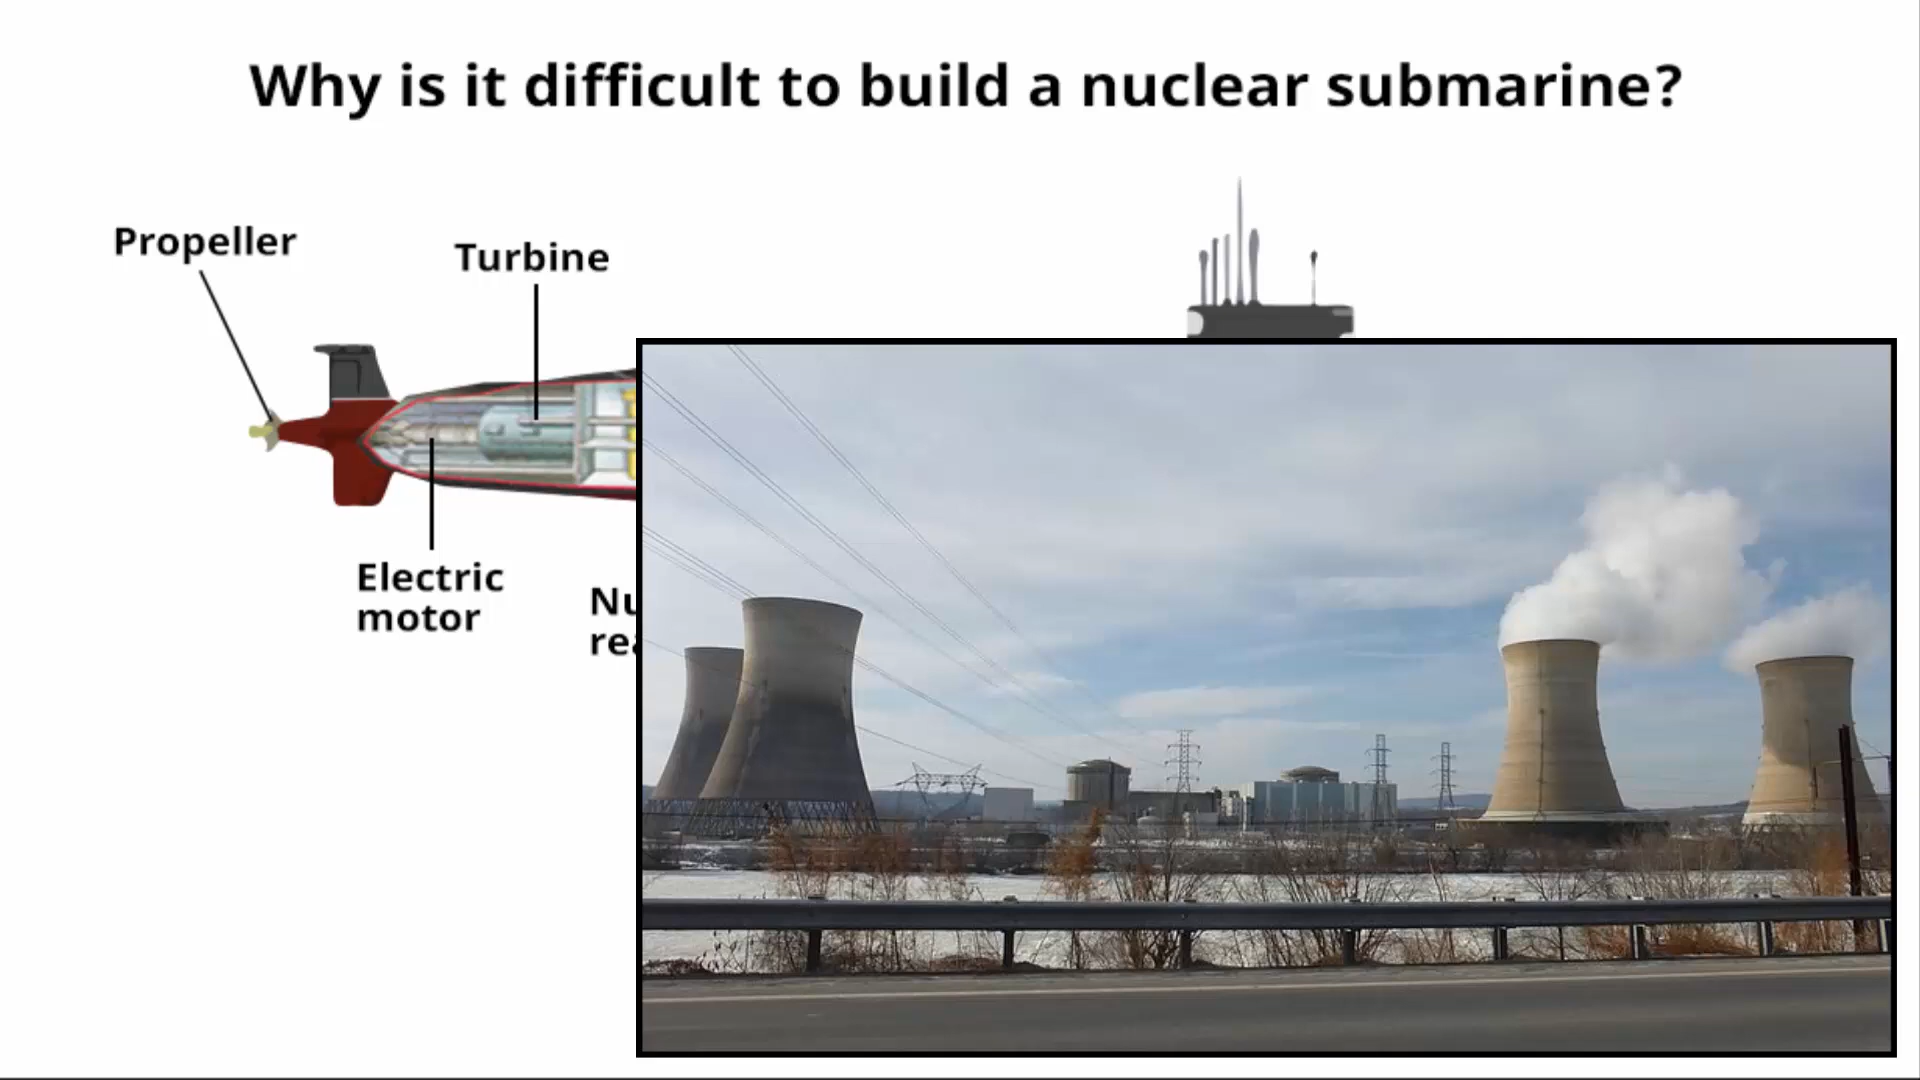 Why is it difficult to build a nuclear submarine?
Propeller
Turbine
Electric
motor